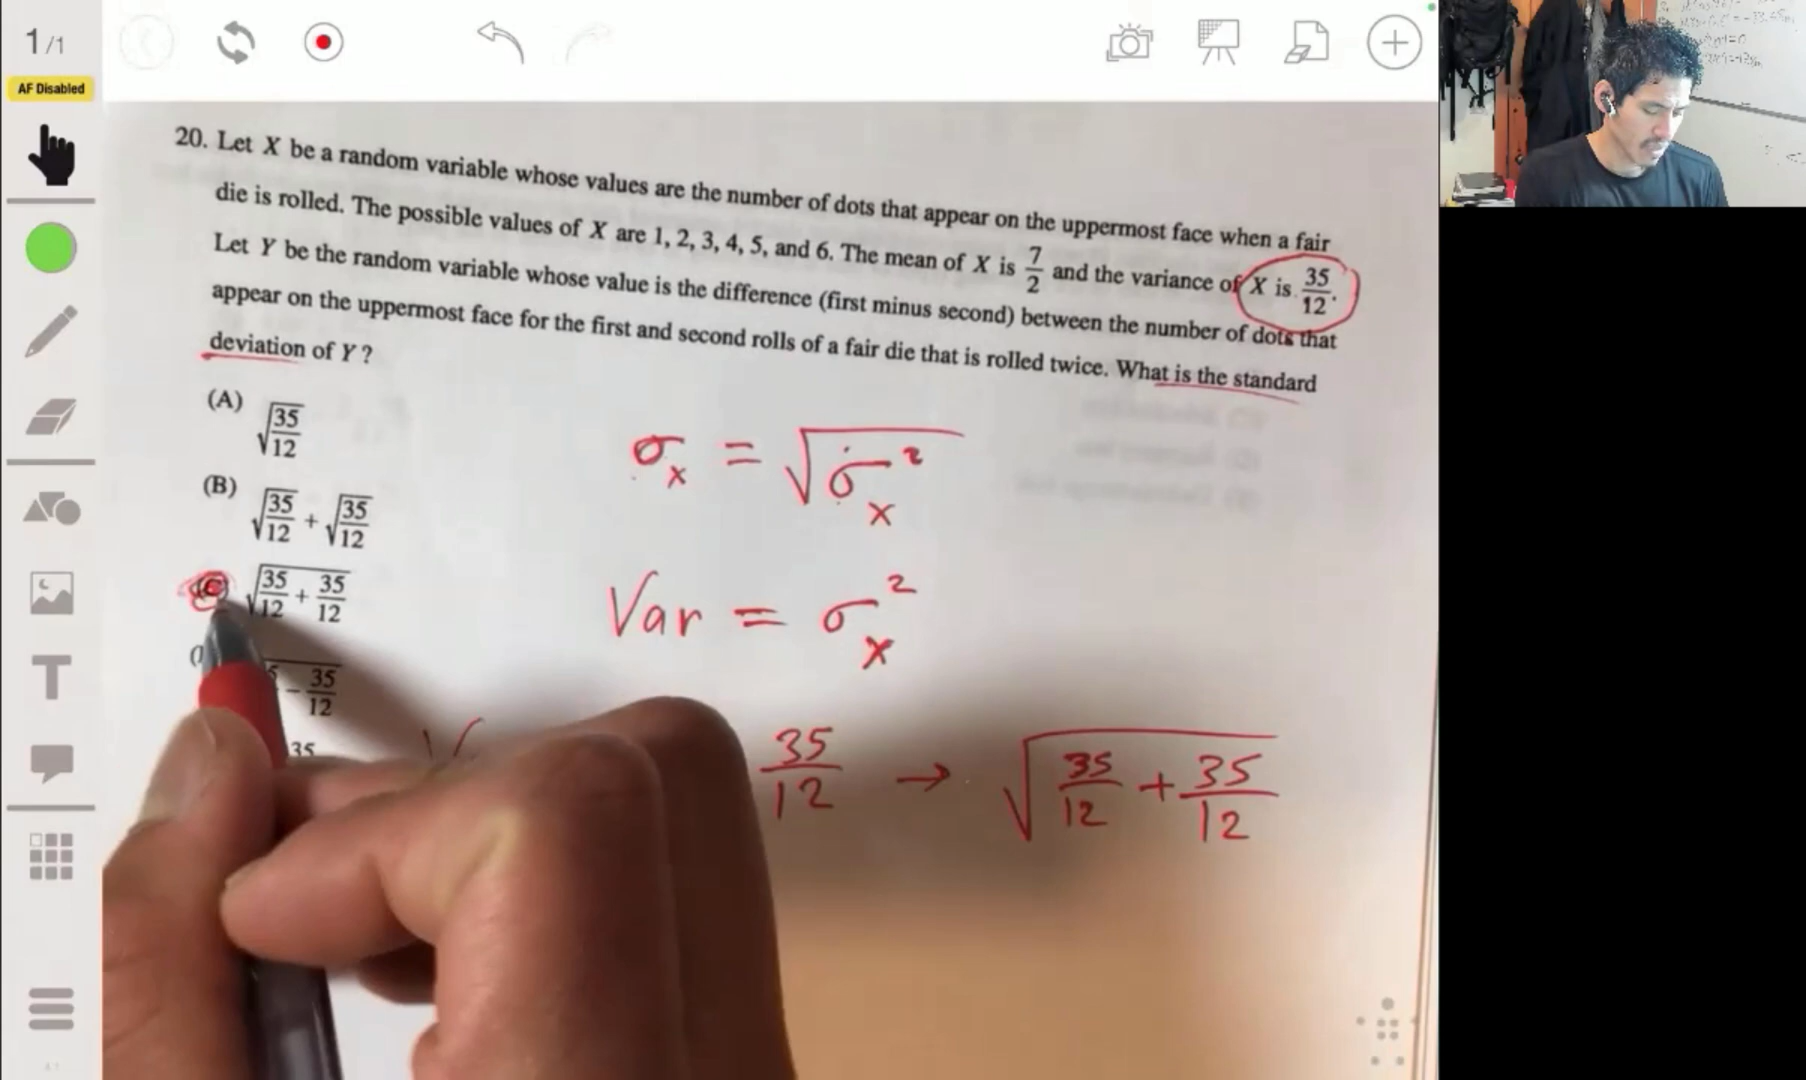 1/1
AF Disabled
20. Let X be a random variable whose values are the number of dots that appear on the uppermost face when a fair
die is rolled. The possible values of X are 1, 2, 3, 4, 5, and 6. The mean of X is 7/2 and the variance of X is 35/12.
Let Y be the random variable whose value is the difference (first minus second) between the number of dots that
appear on the uppermost face for the first and second rolls of a fair die that is rolled twice. What is the standard
deviation of Y ?
(A) √(35/12)
(B) √(35/12) + √(35/12)
(C) √(35/12 + 35/12)
− 35/12
35
σx = √(σx²)
Var = σx²
35/12 → √(35/12 + 35/12)
T